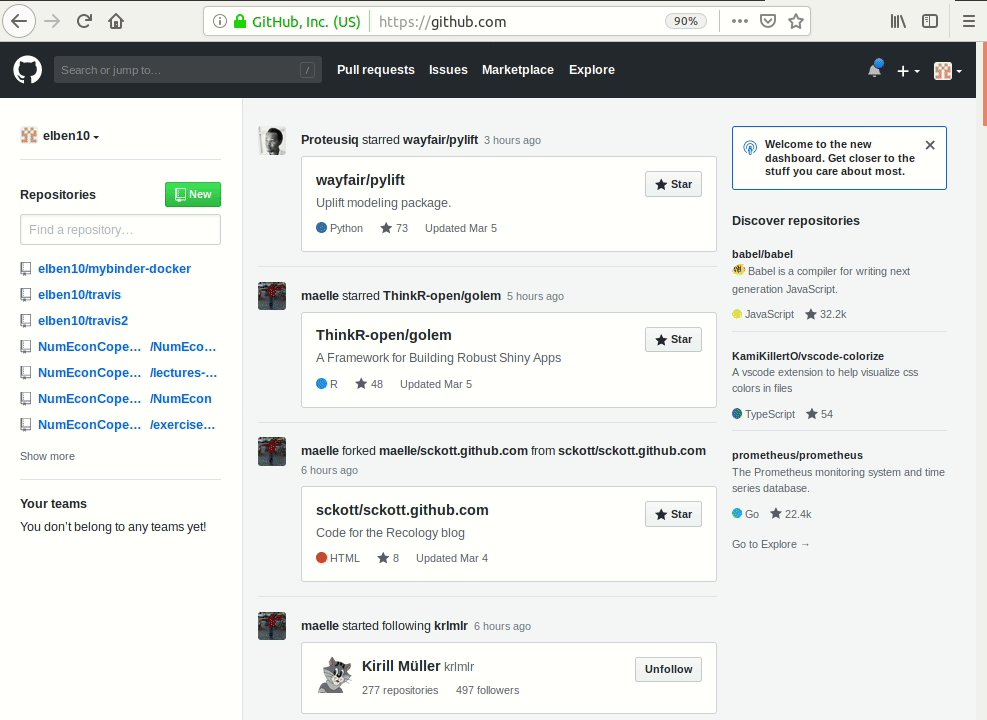 GitHub, Inc. (US) https://github.com 90%
Search or jump to… / Pull requests Issues Marketplace Explore
elben10
Repositories New
Find a repository…
elben10/mybinder-docker
elben10/travis
elben10/travis2
NumEconCope… /NumEco…
NumEconCope… /lectures-…
NumEconCope… /NumEcon
NumEconCope… /exercise…
Show more
Your teams
You don’t belong to any teams yet!
Proteusiq starred wayfair/pylift 3 hours ago
wayfair/pylift Star
Uplift modeling package.
Python 73 Updated Mar 5
maelle starred ThinkR-open/golem 5 hours ago
ThinkR-open/golem Star
A Framework for Building Robust Shiny Apps
R 48 Updated Mar 5
maelle forked maelle/sckott.github.com from sckott/sckott.github.com
6 hours ago
sckott/sckott.github.com Star
Code for the Recology blog
HTML 8 Updated Mar 4
maelle started following krlmlr 6 hours ago
Kirill Müller krlmlr Unfollow
277 repositories 497 followers
Welcome to the new
dashboard. Get closer to the
stuff you care about most.
Discover repositories
babel/babel
Babel is a compiler for writing next
generation JavaScript.
JavaScript 32.2k
KamiKillertO/vscode-colorize
A vscode extension to help visualize css
colors in files
TypeScript 54
prometheus/prometheus
The Prometheus monitoring system and time
series database.
Go 22.4k
Go to Explore →